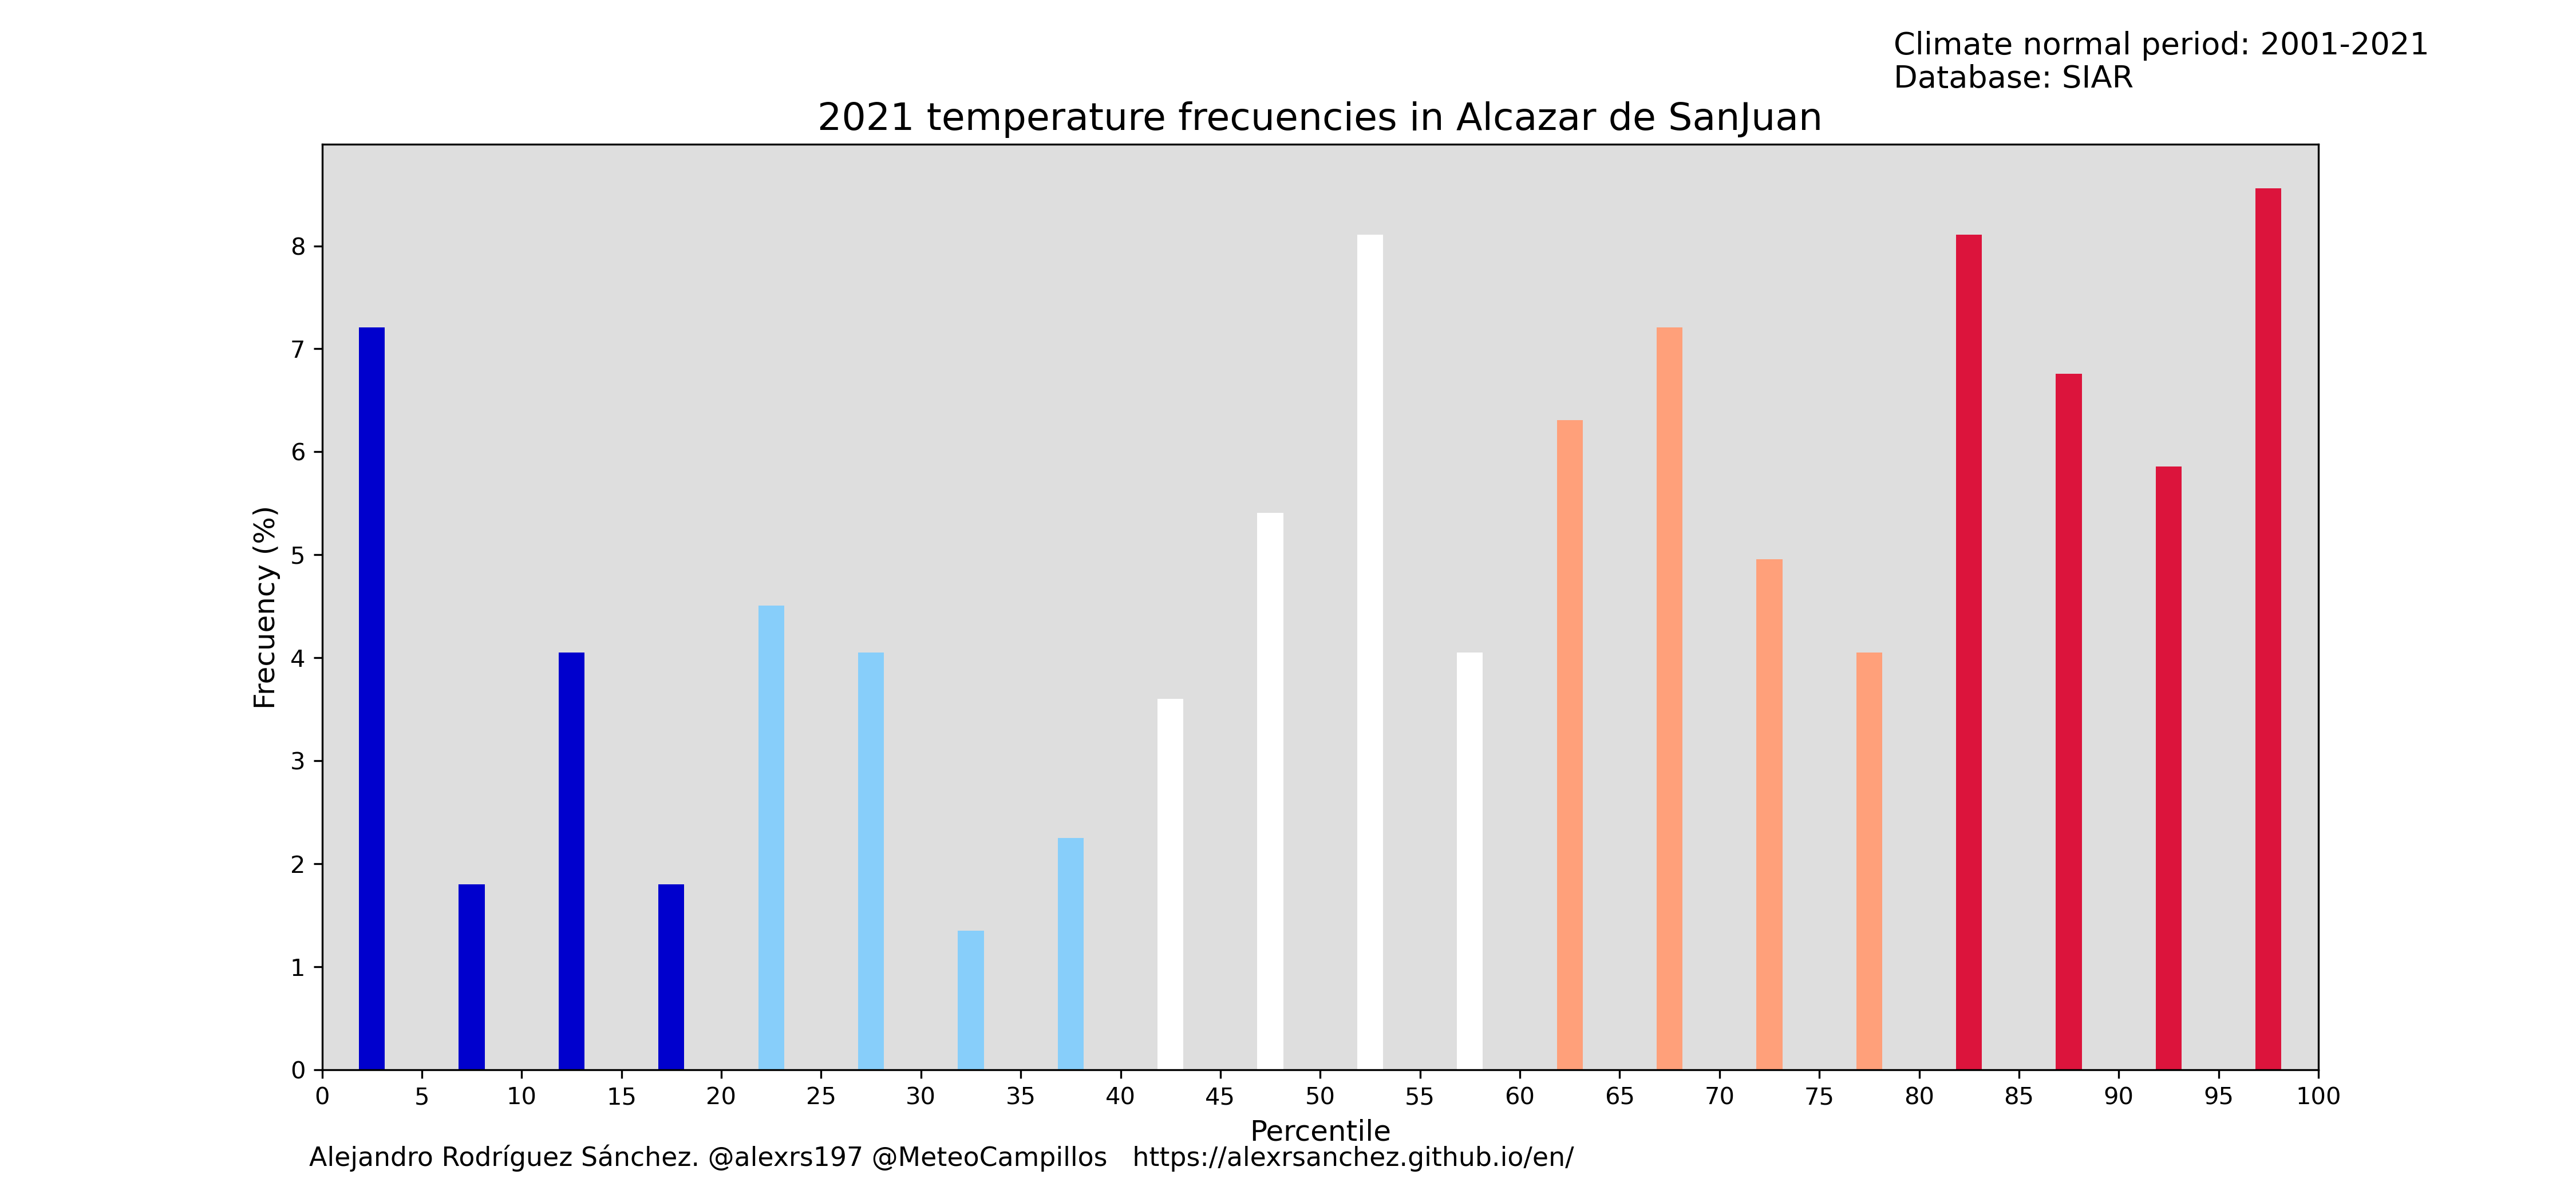 Climate normal period: 2001-2021
Database: SIAR
2021 temperature frecuencies in Alcazar de SanJuan
Frecuency (%)
8
7
6
5
4
3
2
1
0
0 5 10 15 20 25 30 35 40 45 50 55 60 65 70 75 80 85 90 95 100
Percentile
Alejandro Rodríguez Sánchez. @alexrs197 @MeteoCampillos https://alexrsanchez.github.io/en/